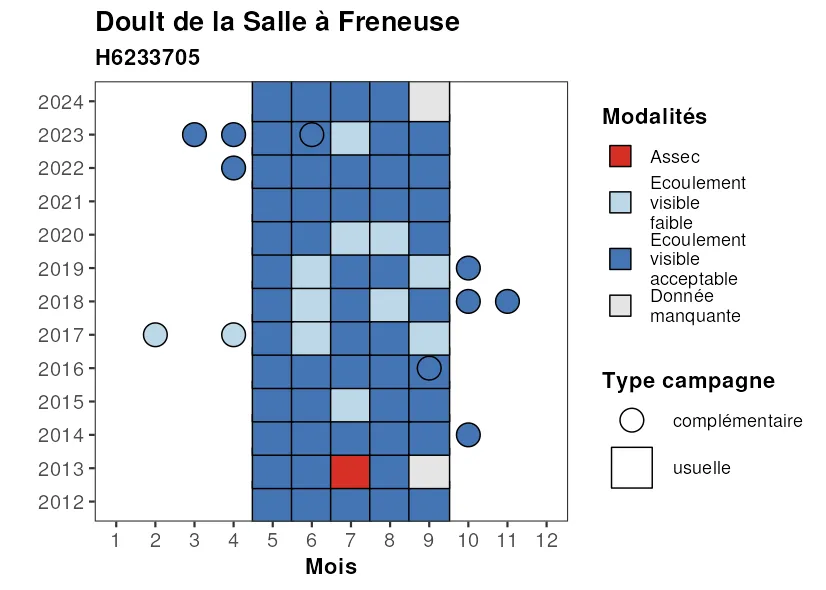 Doult de la Salle à Freneuse
H6233705
2024
2023
2022
2021
2020
2019
2018
2017
2016
2015
2014
2013
2012
1 2 3 4 5 6 7 8 9 10 11 12
Mois
Modalités
Assec
Ecoulement
visible
faible
Ecoulement
visible
acceptable
Donnée
manquante
Type campagne
complémentaire
usuelle